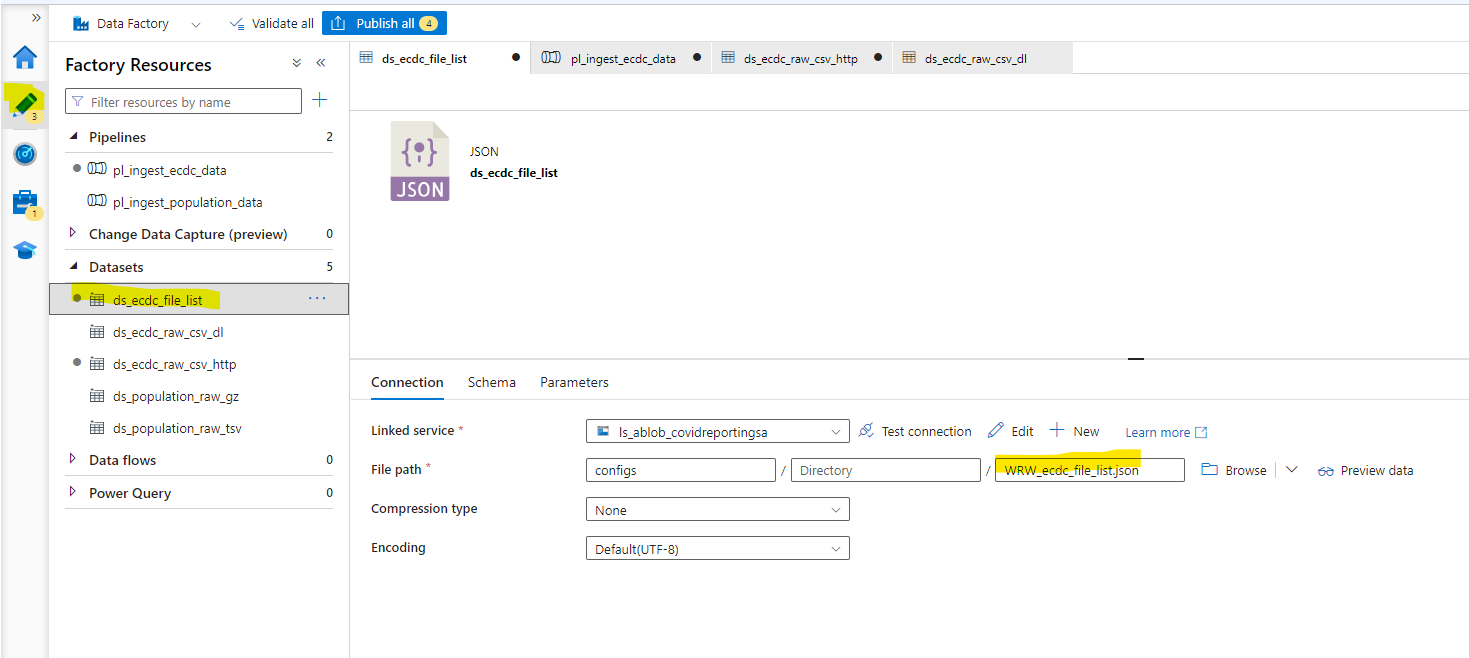 Data Factory
Validate all
Publish all 4
Factory Resources
ds_ecdc_file_list
pl_ingest_ecdc_data
ds_ecdc_raw_csv_http
ds_ecdc_raw_csv_dl
Filter resources by name
3
1
Pipelines 2
pl_ingest_ecdc_data
pl_ingest_population_data
Change Data Capture (preview) 0
Datasets 5
ds_ecdc_file_list
ds_ecdc_raw_csv_dl
ds_ecdc_raw_csv_http
ds_population_raw_gz
ds_population_raw_tsv
Data flows 0
Power Query 0
{:}
JSON
JSON
ds_ecdc_file_list
Connection Schema Parameters
Linked service * ls_ablob_covidreportingsa Test connection Edit New Learn more
File path * configs / Directory / WRW_ecdc_file_list.json Browse Preview data
Compression type None
Encoding Default(UTF-8)